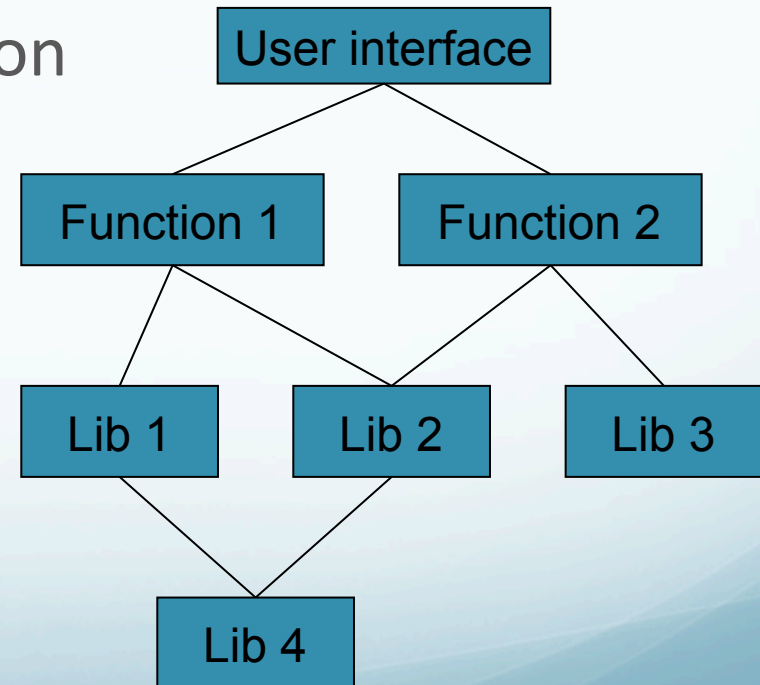 on
User interface
Function 1
Function 2
Lib 1
Lib 2
Lib 3
Lib 4